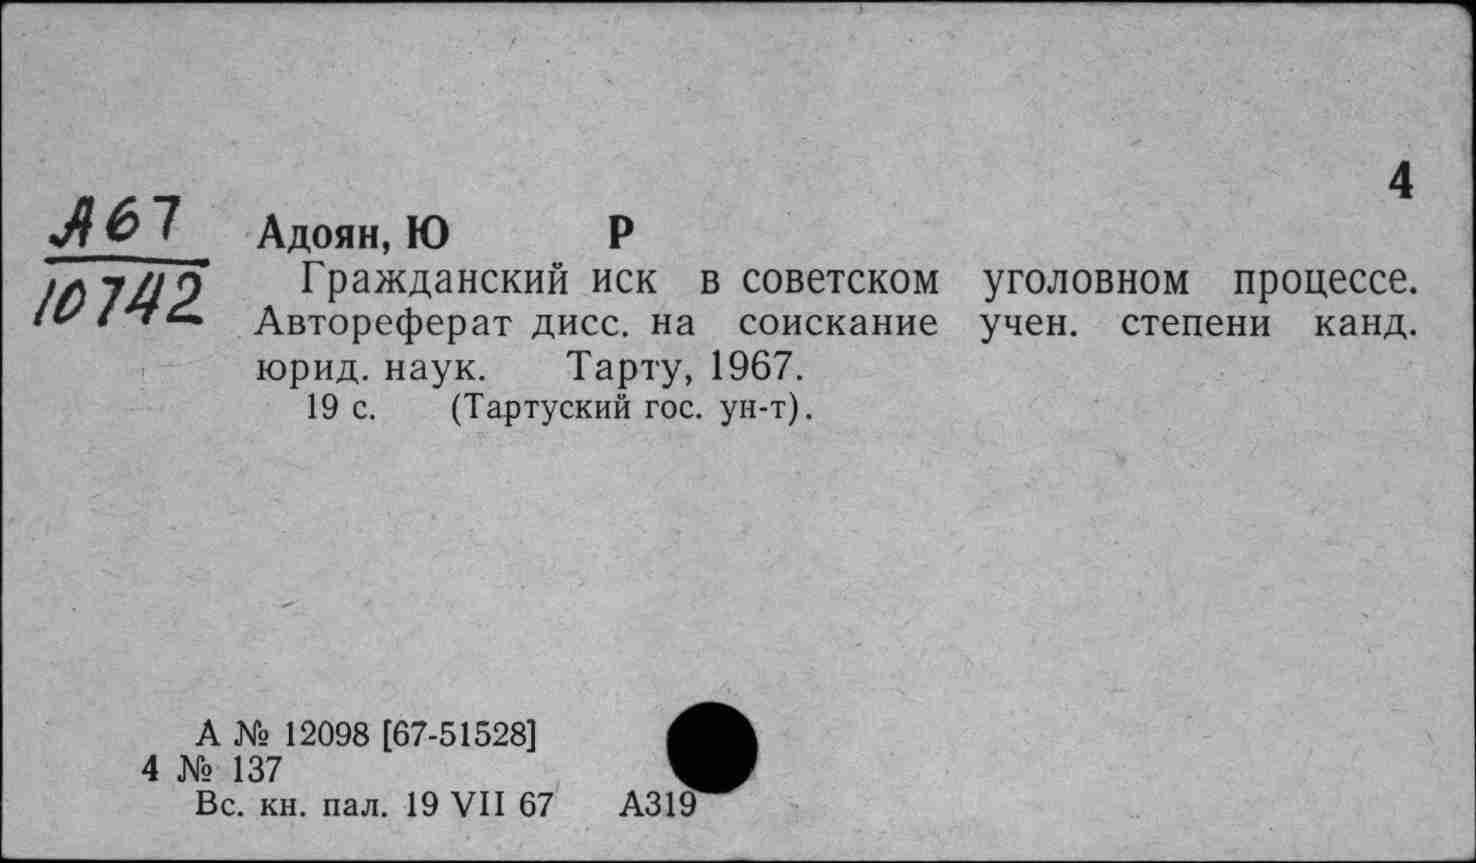 4
А67
10742
Адоян, Ю Р
Гражданский иск в советском уголовном процессе.
Автореферат дисс. на соискание учен. степени канд.
юрид. наук. Тарту, 1967.
19 с. (Тартуский гос. ун-т).
А № 12098 [67-51528]
4 № 137
Вс. кн. пал. 19 VII 67 А319